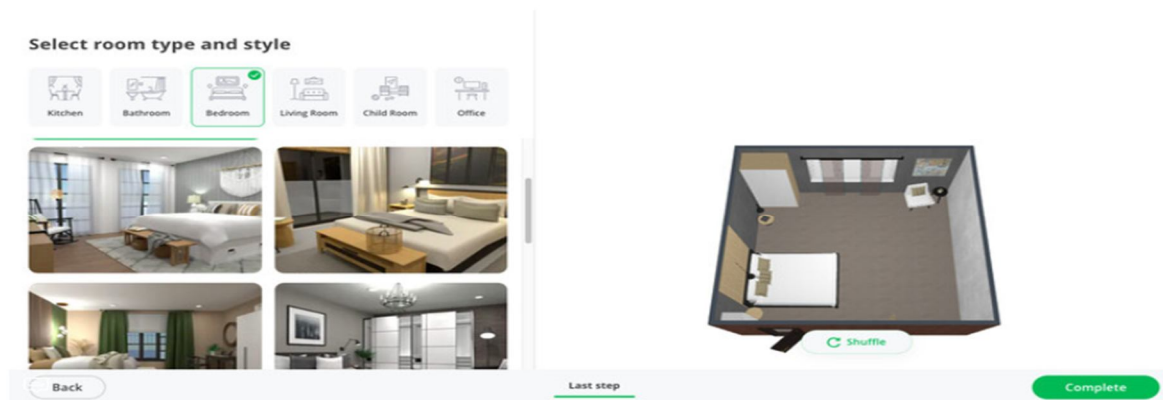 Select room type and style
Kitchen
Bathroom
Bedroom
Living Room
Child Room
Office
Shuffle
Back
Last step
Complete